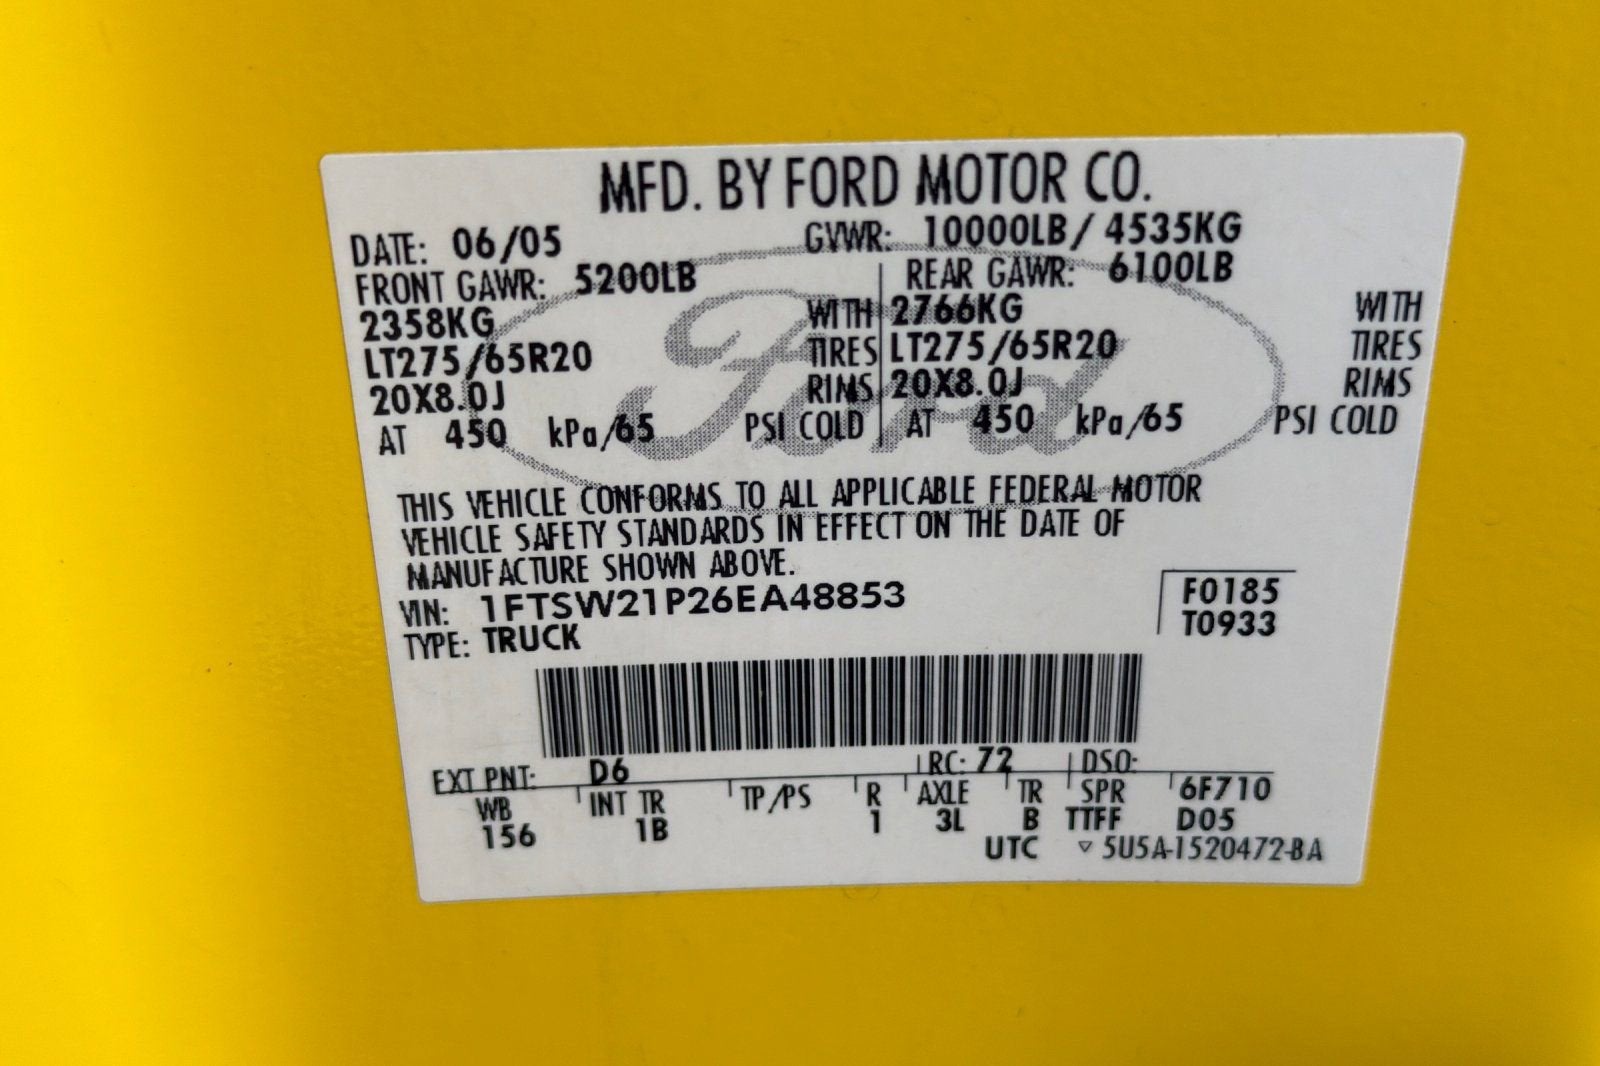 MFD. BY FORD MOTOR CO.
DATE: 06/05 GVWR: 10000LB/ 4535KG
FRONT GAWR: 5200LB REAR GAWR: 6100LB
2358KG WITH 2766KG WITH
LT275/65R20 TIRES LT275/65R20 TIRES
20X8.0J RIMS 20X8.0J RIMS
AT 450 kPa/65 PSI COLD AT 450 kPa/65 PSI COLD
Ford
THIS VEHICLE CONFORMS TO ALL APPLICABLE FEDERAL MOTOR
VEHICLE SAFETY STANDARDS IN EFFECT ON THE DATE OF
MANUFACTURE SHOWN ABOVE.
VIN: 1FTSW21P26EA48853 F0185
TYPE: TRUCK T0933
EXT PNT: D6 RC: 72 DSO:
WB INT TR TP/PS R AXLE TR SPR 6F710
156 1B 1 3L B TTFF D05
UTC ▽ 5U5A-1520472-BA